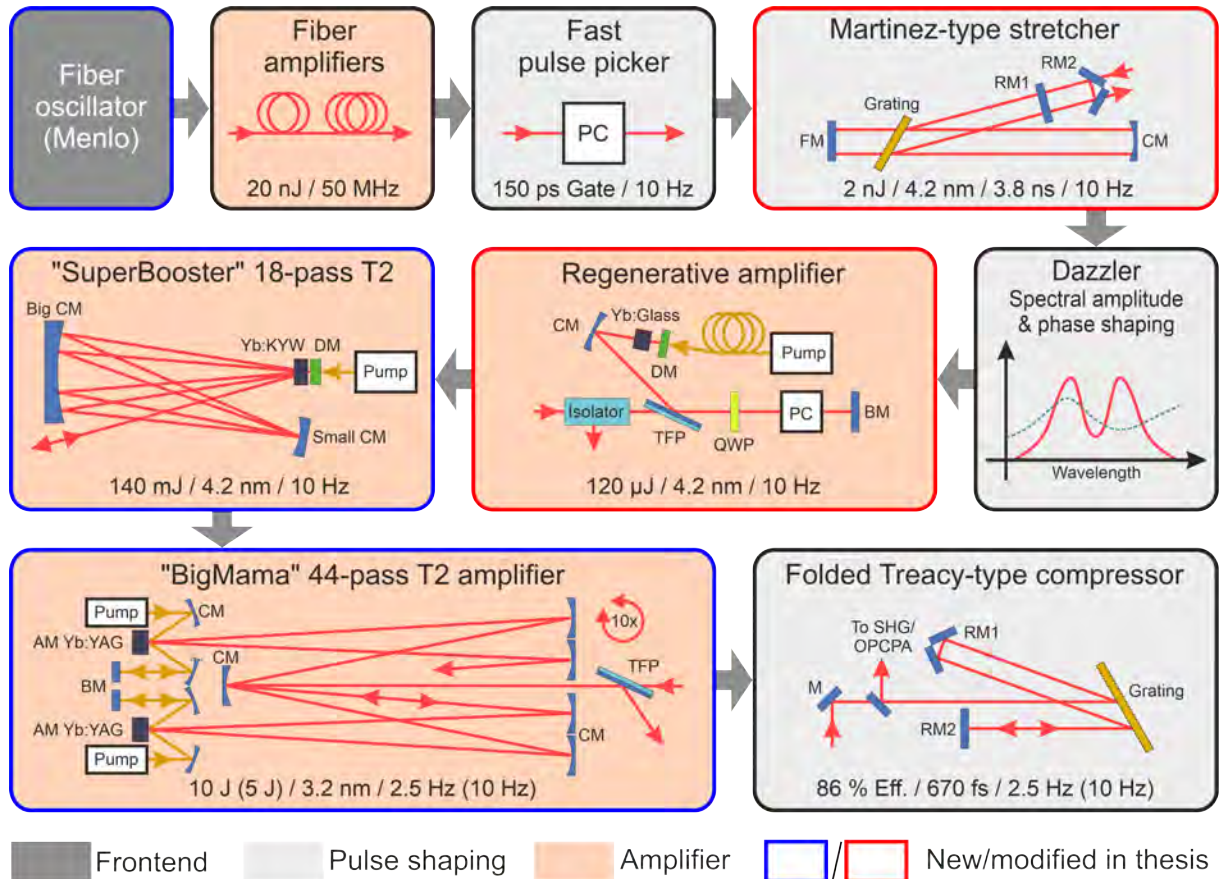 Fiber
oscillator
(Menlo)
Fiber
amplifiers
20 nJ / 50 MHz
Fast
pulse picker
PC
150 ps Gate / 10 Hz
Martinez-type stretcher
RM2
RM1
Grating
FM
CM
2 nJ / 4.2 nm / 3.8 ns / 10 Hz
"SuperBooster" 18-pass T2
Big CM
Yb:KYW DM
Pump
Small CM
140 mJ / 4.2 nm / 10 Hz
Regenerative amplifier
CM
Yb:Glass
DM
Pump
Isolator
TFP
QWP
PC
BM
120 µJ / 4.2 nm / 10 Hz
Dazzler
Spectral amplitude
& phase shaping
Wavelength
"BigMama" 44-pass T2 amplifier
Pump
CM
AM Yb:YAG
CM
BM
AM Yb:YAG
Pump
10x
TFP
CM
10 J (5 J) / 3.2 nm / 2.5 Hz (10 Hz)
Folded Treacy-type compressor
To SHG/
OPCPA
RM1
M
Grating
RM2
86 % Eff. / 670 fs / 2.5 Hz (10 Hz)
Frontend
Pulse shaping
Amplifier
/
New/modified in thesis